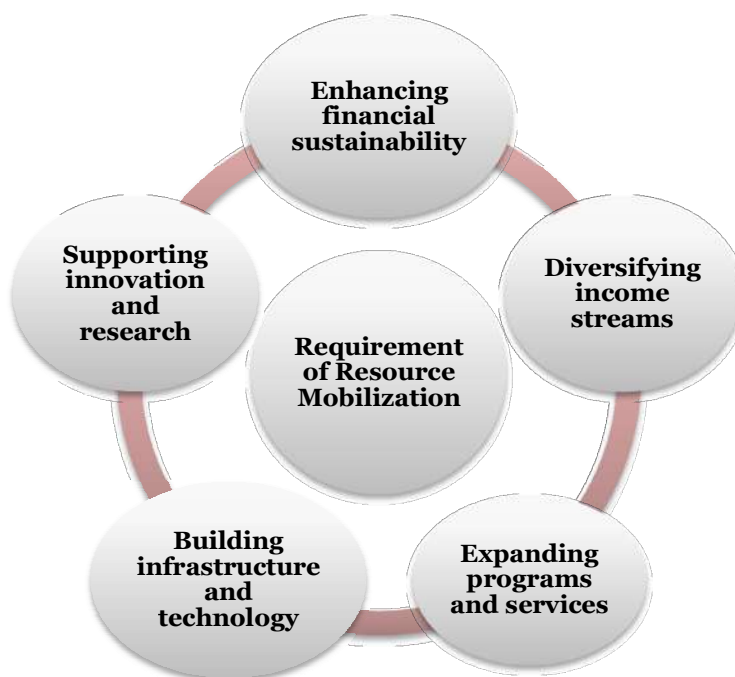 Enhancing
financial
sustainability
Diversifying
income
streams
Expanding
programs
and services
Building
infrastructure
and
technology
Supporting
innovation
and
research
Requirement
of Resource
Mobilization